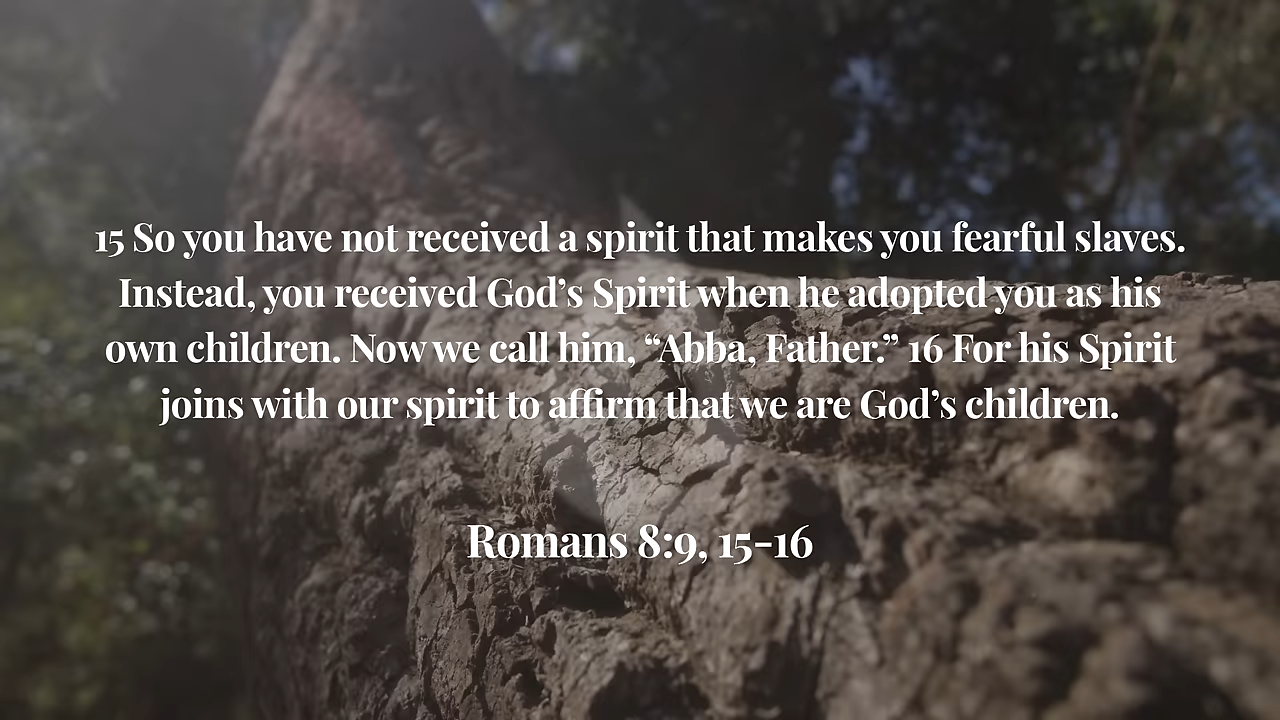 15 So you have not received a spirit that makes you fearful slaves.
Instead, you received God’s Spirit when he adopted you as his
own children. Now we call him, “Abba, Father.” 16 For his Spirit
joins with our spirit to affirm that we are God’s children.
Romans 8:9, 15-16